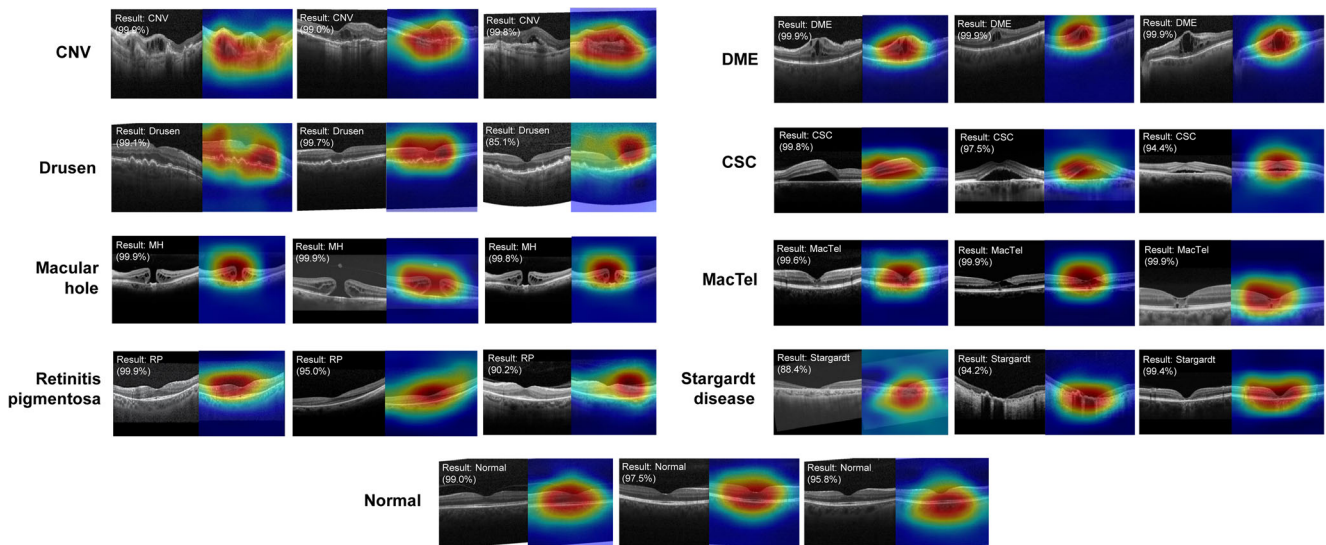 CNV
Result: CNV
(99.0%)
Result: CNV
(99.0%)
Result: CNV
(99.8%)
DME
Result: DME
(99.9%)
Result: DME
(99.9%)
Result: DME
(99.9%)
Drusen
Result: Drusen
(99.1%)
Result: Drusen
(99.7%)
Result: Drusen
(85.1%)
CSC
Result: CSC
(99.8%)
Result: CSC
(97.5%)
Result: CSC
(94.4%)
Macular
hole
Result: MH
(99.9%)
Result: MH
(99.9%)
Result: MH
(99.8%)
MacTel
Result: MacTel
(99.6%)
Result: MacTel
(99.9%)
Result: MacTel
(99.9%)
Retinitis
pigmentosa
Result: RP
(99.9%)
Result: RP
(95.0%)
Result: RP
(90.2%)
Stargardt
disease
Result: Stargardt
(88.4%)
Result: Stargardt
(94.2%)
Result: Stargardt
(99.4%)
Normal
Result: Normal
(99.0%)
Result: Normal
(97.5%)
Result: Normal
(95.8%)